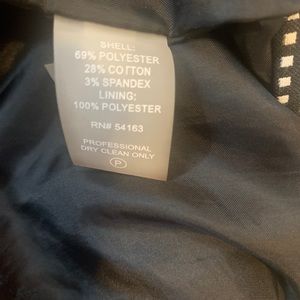 SHELL:
69% POLYESTER
28% COTTON
3% SPANDEX
LINING;
100% POLYESTER
RN# 54163
PROFESSIONAL
DRY CLEAN ONLY
P